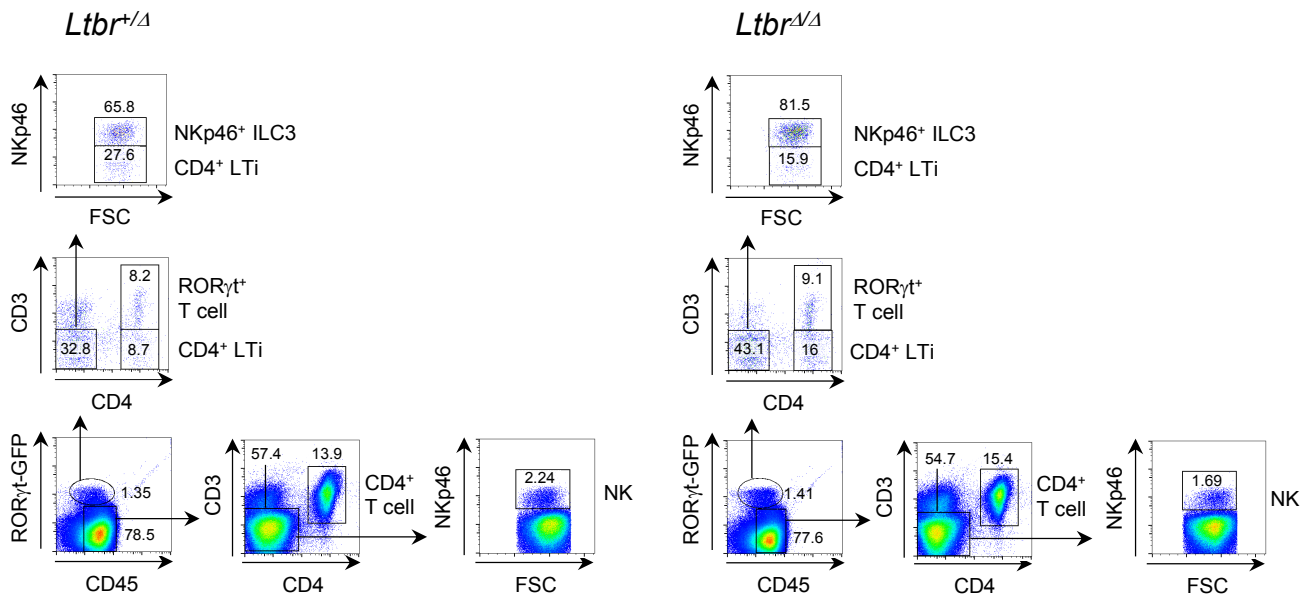 Ltbr+/Δ
LtbrΔ/Δ
65.8
NKp46
NKp46+ ILC3
27.6
CD4+ LTi
FSC
81.5
NKp46
NKp46+ ILC3
15.9
CD4+ LTi
FSC
8.2
CD3
RORγt+
T cell
32.8
8.7
CD4+ LTi
CD4
9.1
CD3
RORγt+
T cell
43.1
16
CD4+ LTi
CD4
RORγt-GFP
1.35
78.5
CD45
57.4
13.9
CD3
CD4+
T cell
CD4
NKp46
2.24
NK
FSC
RORγt-GFP
1.41
77.6
CD45
54.7
15.4
CD3
CD4+
T cell
CD4
NKp46
1.69
NK
FSC